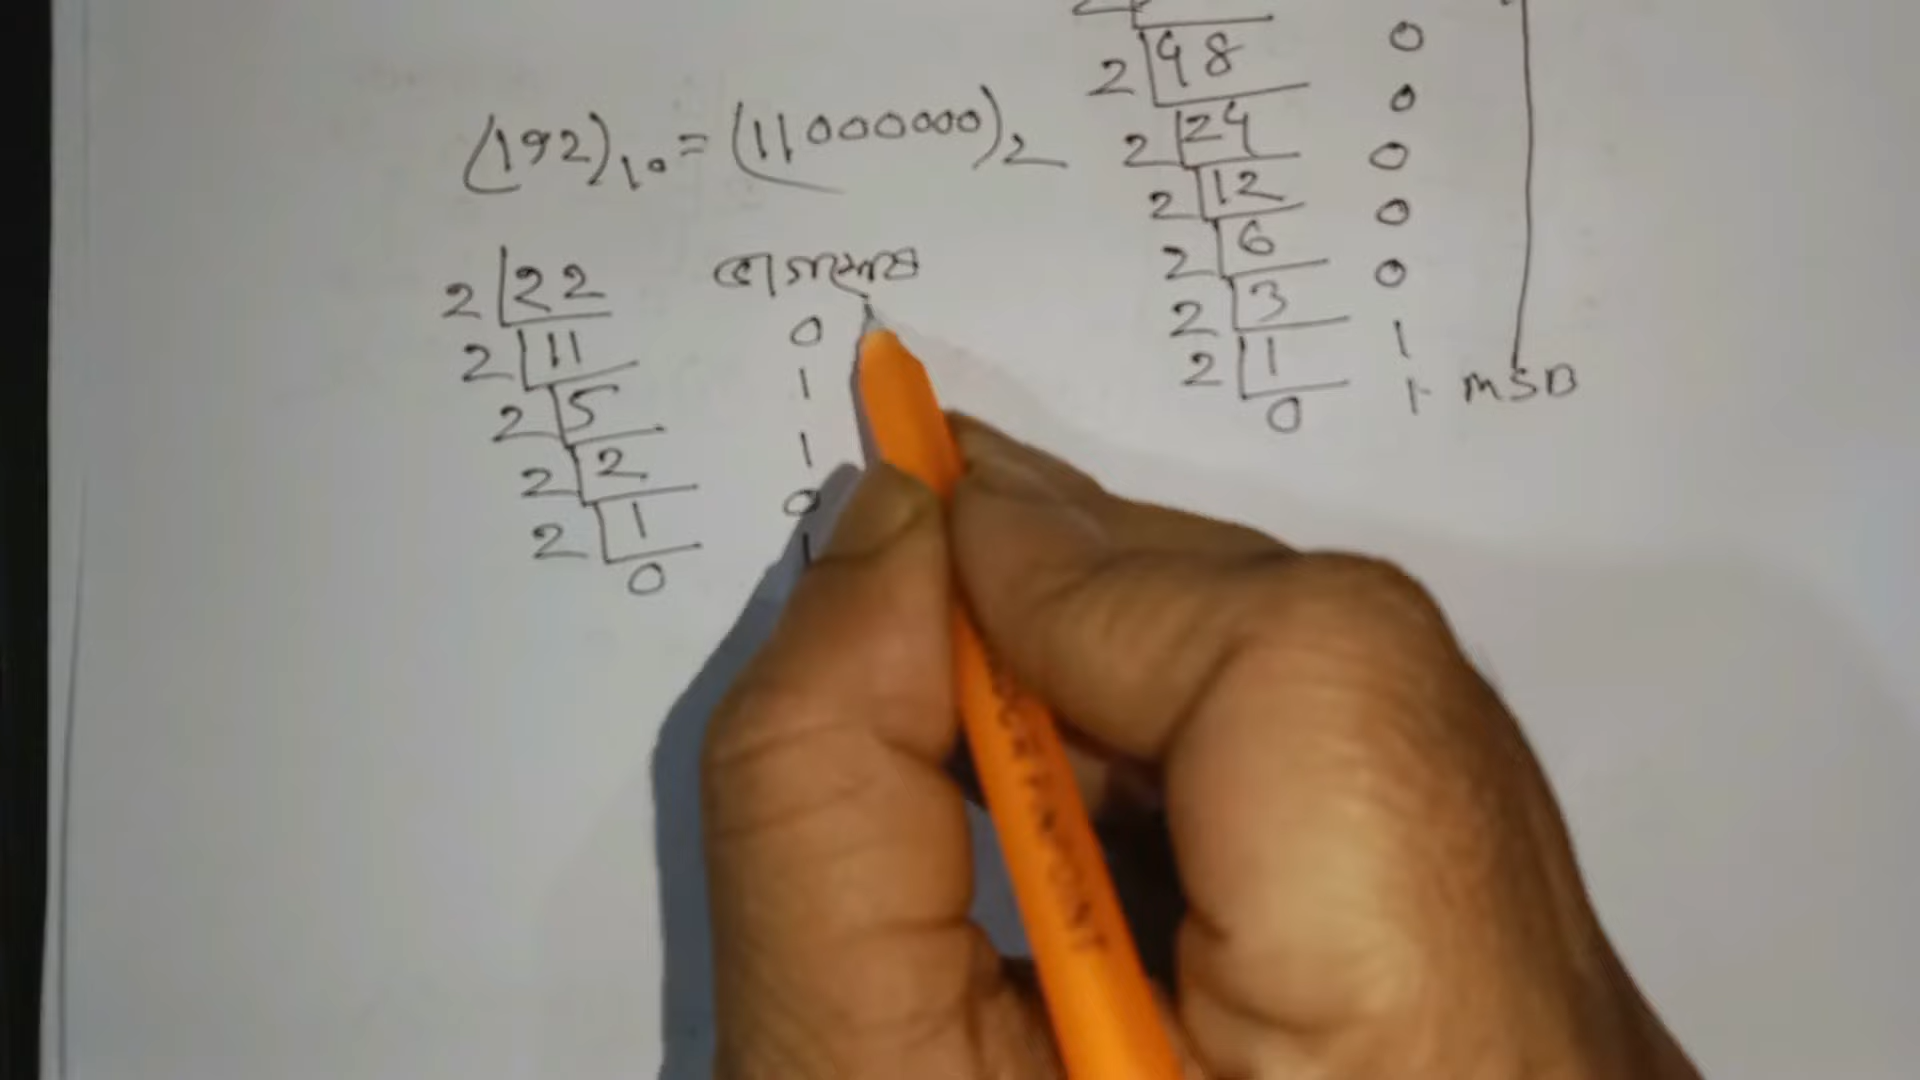 (192)10 = (11000000)2
2 | 22
2 | 11 0
2 | 5 1
2 | 2 1
2 | 1 0
0 1
2 | 48 0
2 | 24 0
2 | 12 0
2 | 6 0
2 | 3 0
2 | 1 1
0 1 MSB